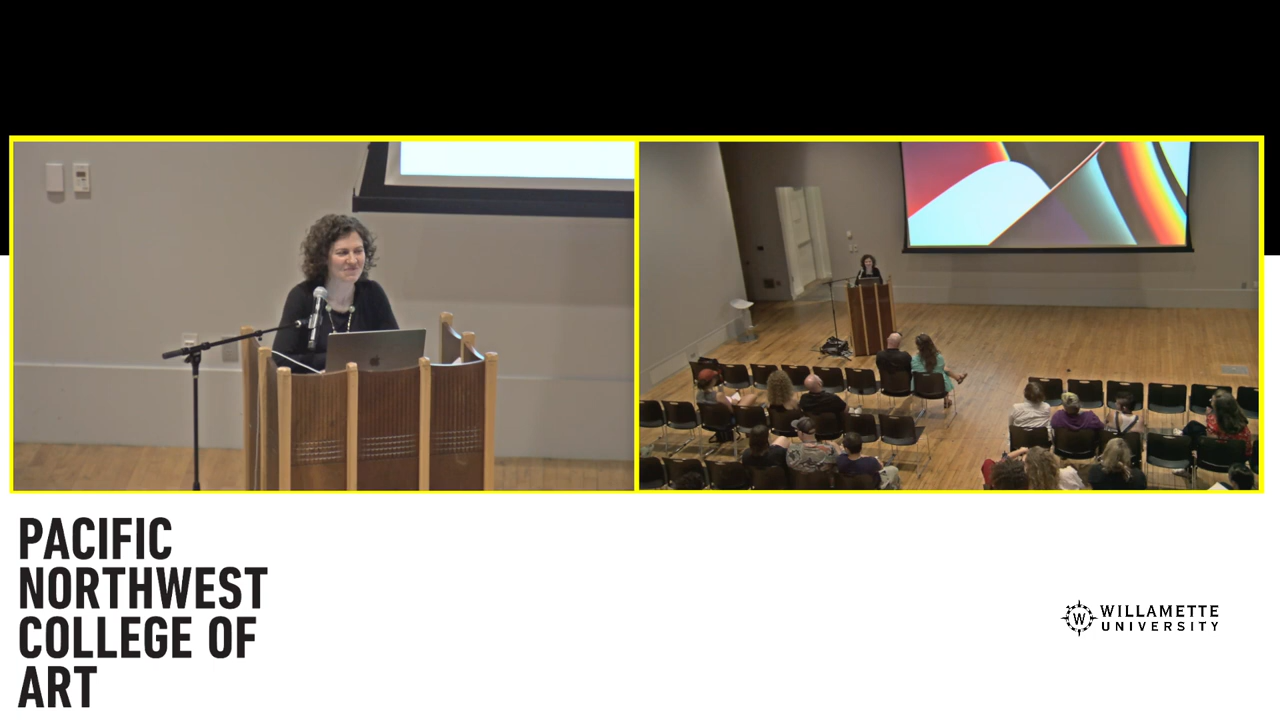 PACIFIC
NORTHWEST
COLLEGE OF
ART
W WILLAMETTE
UNIVERSITY